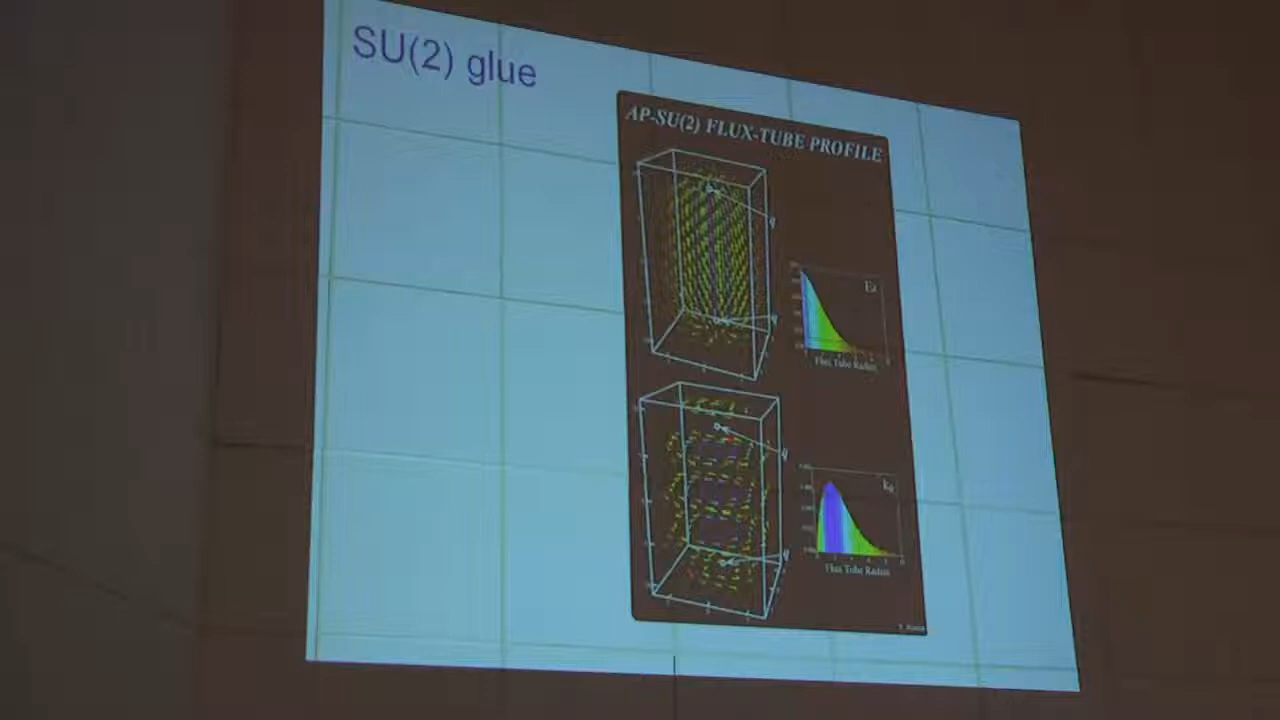 SU(2) glue
AP-SU(2) FLUX-TUBE PROFILE
q
q
Flux Tube Radius
q
q
Flux Tube Radius